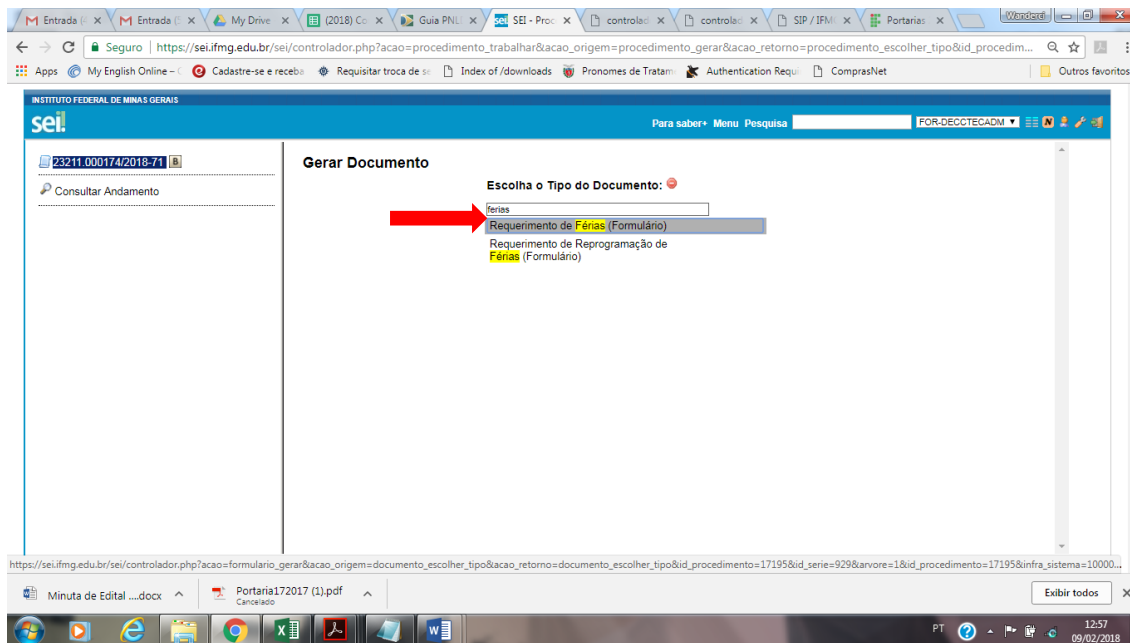 Entrada (4
Entrada (5
My Drive
(2018) Co
Guia PNL
SEI - Proc
controlad
controlad
SIP / IFM
Portarias
Wanderci
Seguro | https://sei.ifmg.edu.br/sei/controlador.php?acao=procedimento_trabalhar&acao_origem=procedimento_gerar&acao_retorno=procedimento_escolher_tipo&id_procedim...
Apps
My English Online –
Cadastre-se e receba
Requisitar troca de se
Index of /downloads
Pronomes de Tratam
Authentication Requi
ComprasNet
Outros favoritos
INSTITUTO FEDERAL DE MINAS GERAIS
sei!
Para saber+ Menu Pesquisa
FOR-DECCTECADM
N
23211.000174/2018-71
B
Consultar Andamento
Gerar Documento
Escolha o Tipo do Documento:
ferias
Requerimento de Férias (Formulário)
Requerimento de Reprogramação de
Férias (Formulário)
https://sei.ifmg.edu.br/sei/controlador.php?acao=formulario_gerar&acao_origem=documento_escolher_tipo&acao_retorno=documento_escolher_tipo&id_procedimento=17195&id_serie=929&arvore=1&id_procedimento=17195&infra_sistema=10000...
Minuta de Edital ....docx
Portaria172017 (1).pdf
Cancelado
Exibir todos
PT
12:57
09/02/2018